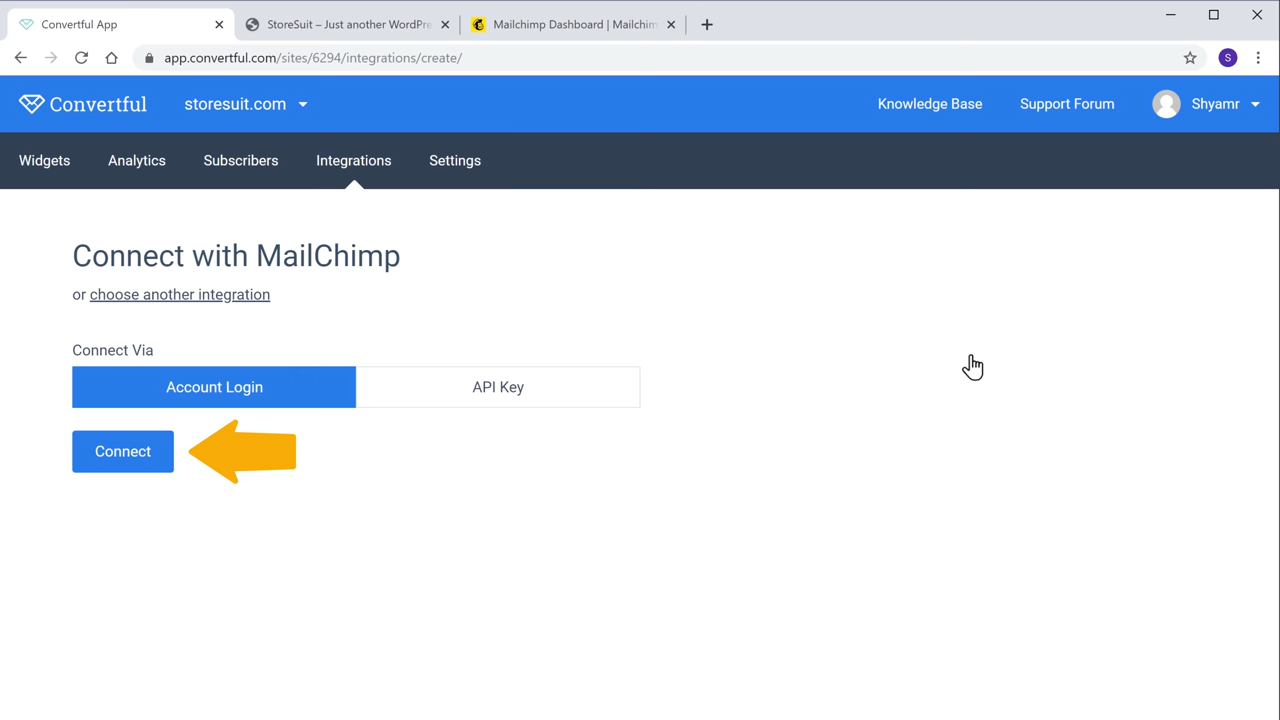 Convertful App
StoreSuit – Just another WordPre
Mailchimp Dashboard | Mailchim
app.convertful.com/sites/6294/integrations/create/
S
Convertful
storesuit.com
Knowledge Base
Support Forum
Shyamr
Widgets
Analytics
Subscribers
Integrations
Settings
Connect with MailChimp
or choose another integration
Connect Via
Account Login
API Key
Connect